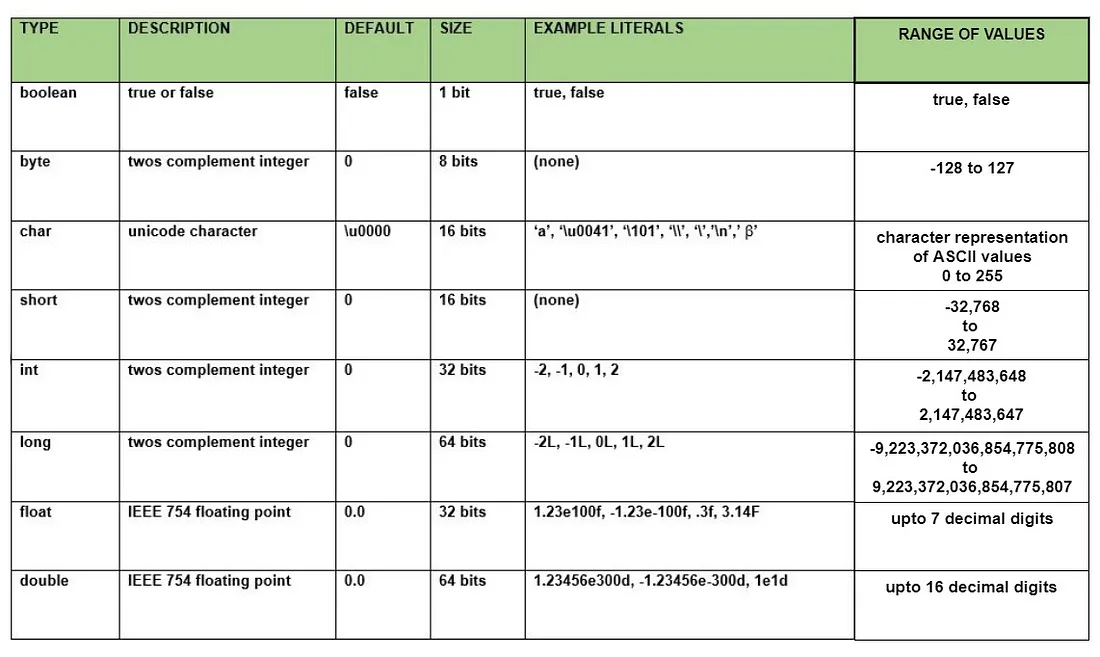 TYPE DESCRIPTION DEFAULT SIZE EXAMPLE LITERALS RANGE OF VALUES
boolean true or false false 1 bit true, false true, false
byte twos complement integer 0 8 bits (none) -128 to 127
char unicode character \u0000 16 bits ‘a’, ‘\u0041’, ‘\101’, ‘\\’, ‘\’,’\n’,’ β’ character representation
of ASCII values
0 to 255
short twos complement integer 0 16 bits (none) -32,768
to
32,767
int twos complement integer 0 32 bits -2, -1, 0, 1, 2 -2,147,483,648
to
2,147,483,647
long twos complement integer 0 64 bits -2L, -1L, 0L, 1L, 2L -9,223,372,036,854,775,808
to
9,223,372,036,854,775,807
float IEEE 754 floating point 0.0 32 bits 1.23e100f, -1.23e-100f, .3f, 3.14F upto 7 decimal digits
double IEEE 754 floating point 0.0 64 bits 1.23456e300d, -1.23456e-300d, 1e1d upto 16 decimal digits